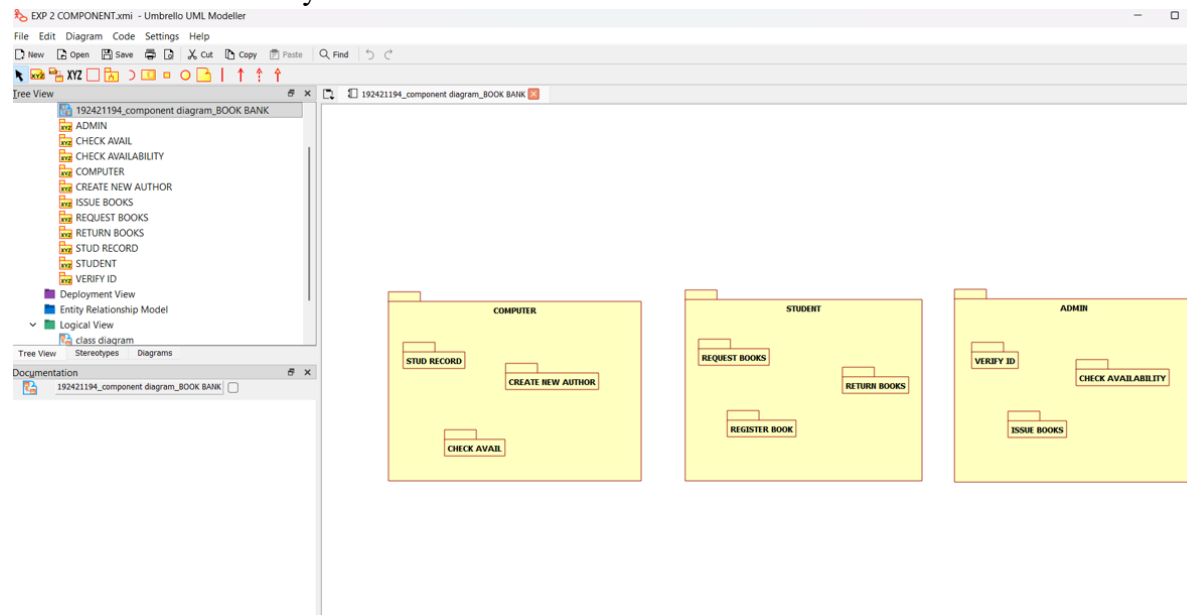 EXP 2 COMPONENT.xmi - Umbrello UML Modeller
File Edit Diagram Code Settings Help
New Open Save Cut Copy Paste Find
XYZ XYZ
Tree View
192421194_component diagram_BOOK BANK
192421194_component diagram_BOOK BANK
ADMIN
CHECK AVAIL
CHECK AVAILABILITY
COMPUTER
CREATE NEW AUTHOR
ISSUE BOOKS
REQUEST BOOKS
RETURN BOOKS
STUD RECORD
STUDENT
VERIFY ID
Deployment View
Entity Relationship Model
Logical View
class diagram
Tree View Stereotypes Diagrams
Documentation
192421194_component diagram_BOOK BANK
COMPUTER
STUD RECORD
CREATE NEW AUTHOR
CHECK AVAIL
STUDENT
REQUEST BOOKS
RETURN BOOKS
REGISTER BOOK
ADMIN
VERIFY ID
CHECK AVAILABILITY
ISSUE BOOKS